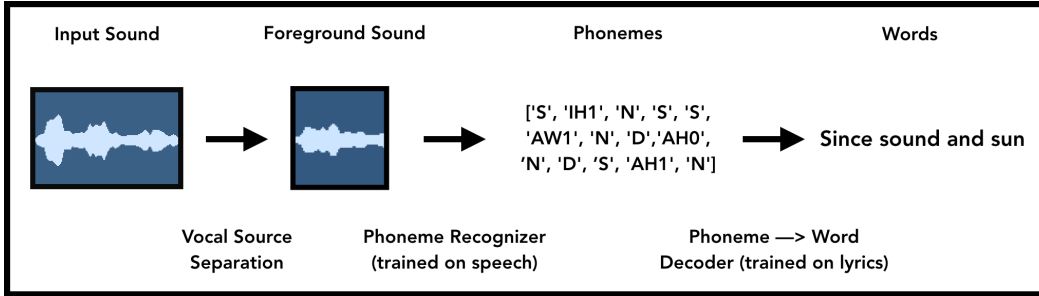 Input Sound
Foreground Sound
Phonemes
Words
['S', 'IH1', 'N', 'S', 'S',
'AW1', 'N', 'D','AH0',
‘N', 'D', ‘S', 'AH1', 'N']
Since sound and sun
Vocal Source
Separation
Phoneme Recognizer
(trained on speech)
Phoneme —> Word
Decoder (trained on lyrics)